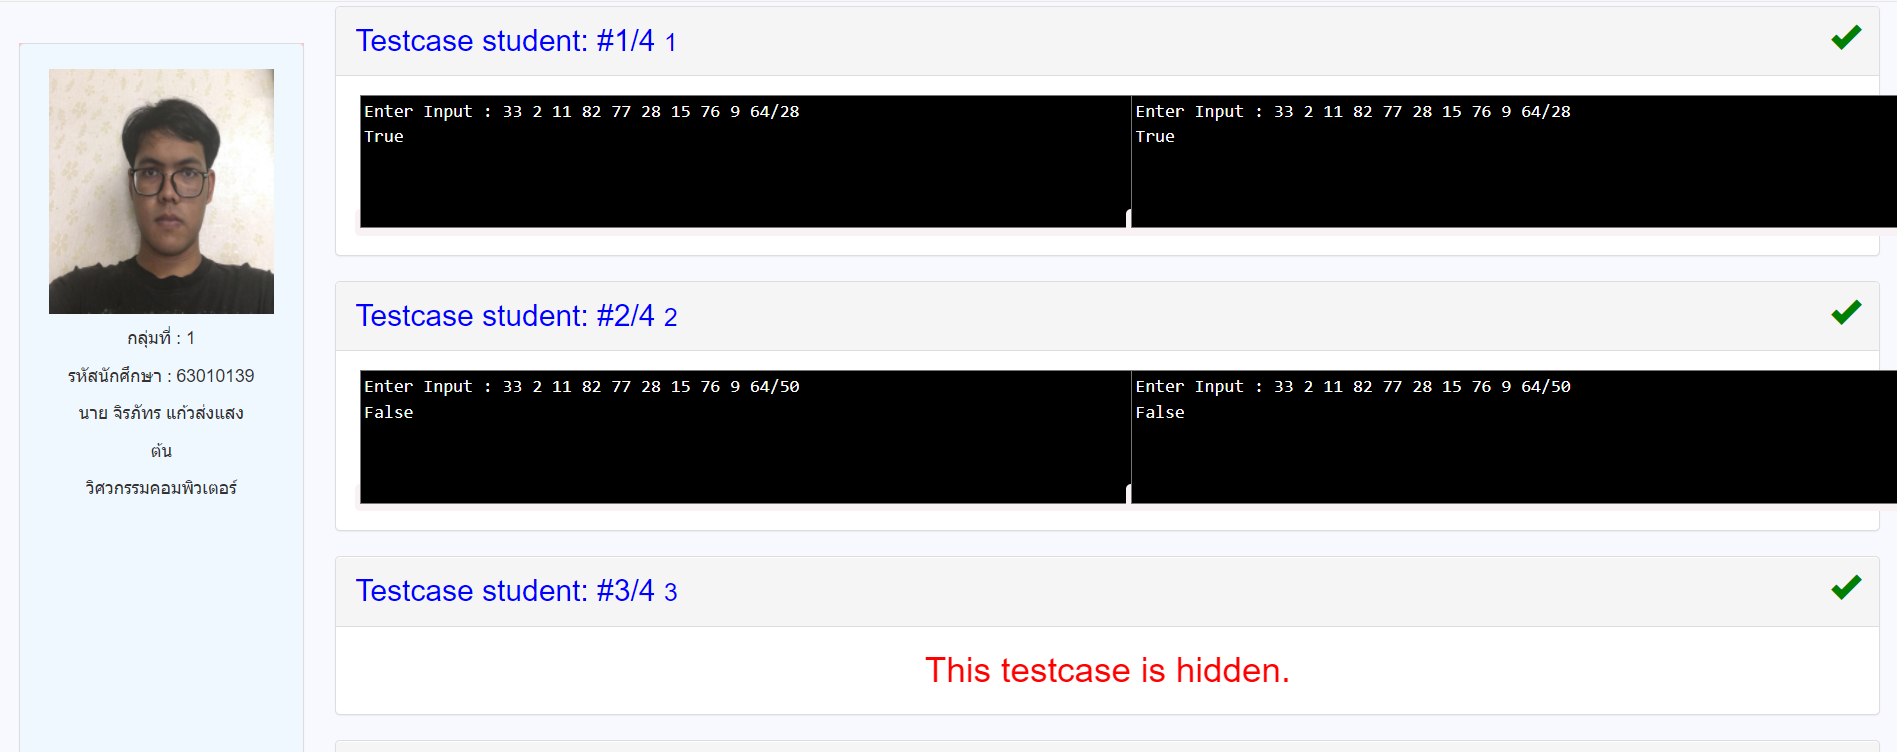 กลุ่มที่ : 1
รหัสนักศึกษา : 63010139
นาย จิรภัทร แก้วส่งแสง
ต้น
วิศวกรรมคอมพิวเตอร์
Testcase student: #1/4 1
Enter Input : 33 2 11 82 77 28 15 76 9 64/28
True
Enter Input : 33 2 11 82 77 28 15 76 9 64/28
True
Testcase student: #2/4 2
Enter Input : 33 2 11 82 77 28 15 76 9 64/50
False
Enter Input : 33 2 11 82 77 28 15 76 9 64/50
False
Testcase student: #3/4 3
This testcase is hidden.